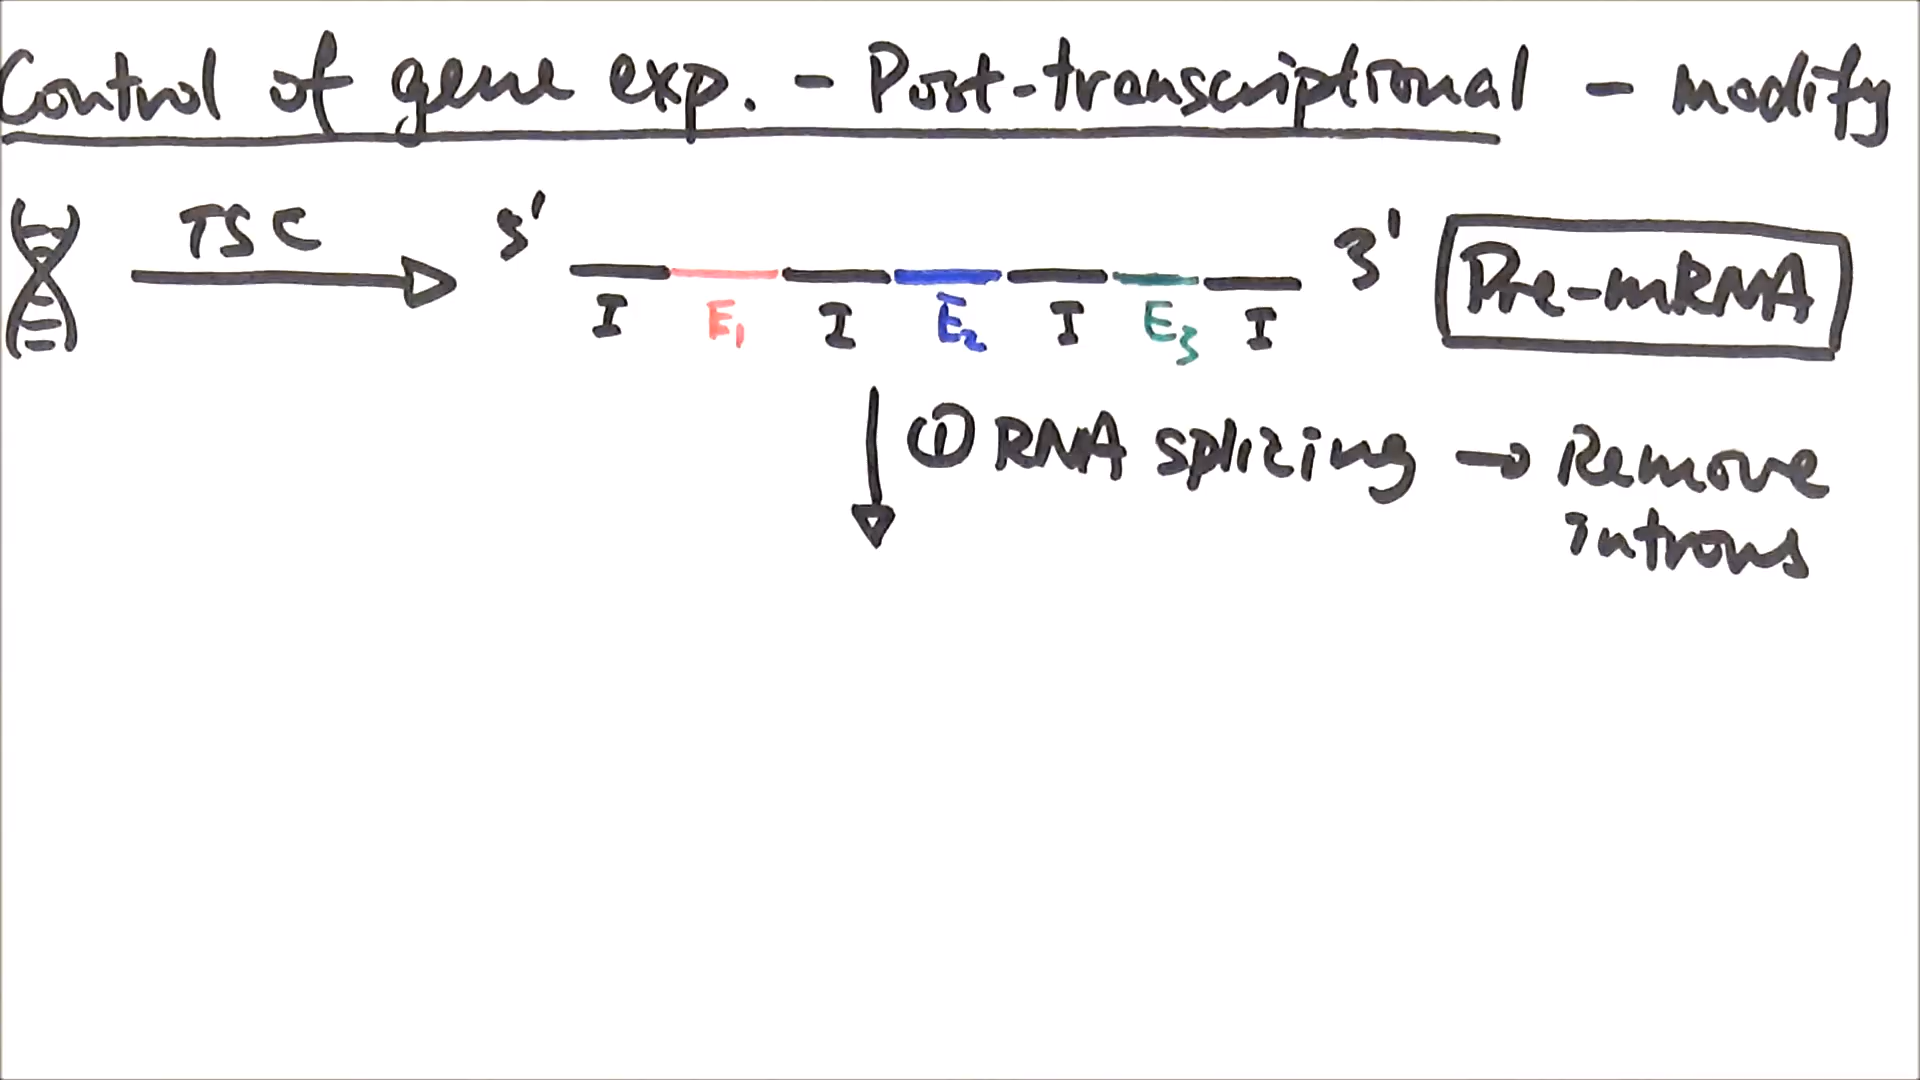 Control of gene exp. - Post-transcriptional - modify
TSC 5' 3' Pre-mRNA
I E1 I E2 I E3 I
① RNA splicing → Remove
introns